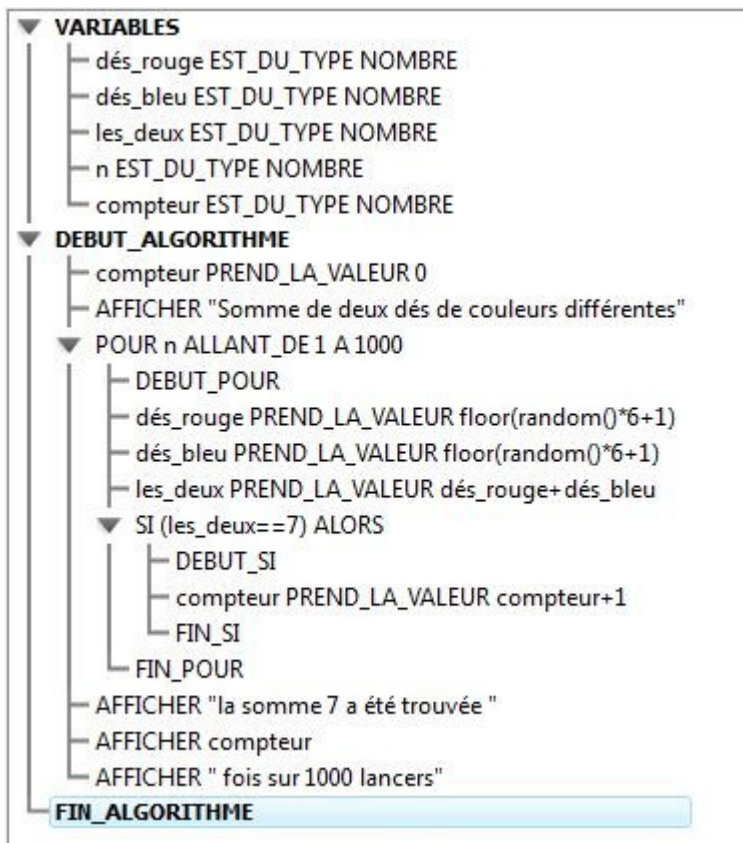 VARIABLES
dés_rouge EST_DU_TYPE NOMBRE
dés_bleu EST_DU_TYPE NOMBRE
les_deux EST_DU_TYPE NOMBRE
n EST_DU_TYPE NOMBRE
compteur EST_DU_TYPE NOMBRE
DEBUT_ALGORITHME
compteur PREND_LA_VALEUR 0
AFFICHER "Somme de deux dés de couleurs différentes"
POUR n ALLANT_DE 1 A 1000
DEBUT_POUR
dés_rouge PREND_LA_VALEUR floor(random()*6+1)
dés_bleu PREND_LA_VALEUR floor(random()*6+1)
les_deux PREND_LA_VALEUR dés_rouge+dés_bleu
SI (les_deux==7) ALORS
DEBUT_SI
compteur PREND_LA_VALEUR compteur+1
FIN_SI
FIN_POUR
AFFICHER "la somme 7 a été trouvée "
AFFICHER compteur
AFFICHER " fois sur 1000 lancers"
FIN_ALGORITHME